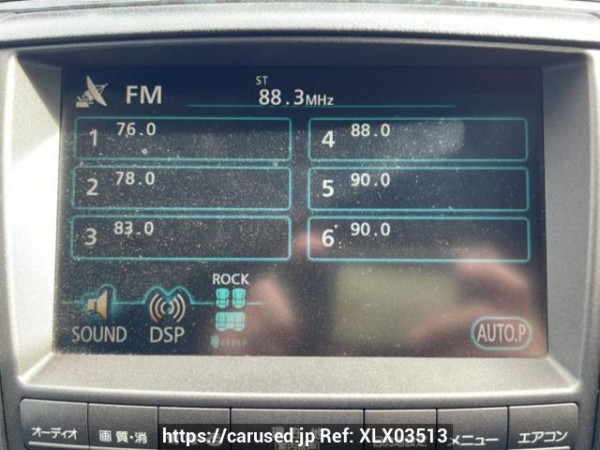 ST
FM 88.3MHz
1 76.0
4 88.0
2 78.0
5 90.0
3 83.0
6 90.0
ROCK
SOUND DSP AUTO.P
オーディオ 画質・消 メニュー エアコン
https://carused.jp Ref: XLX03513